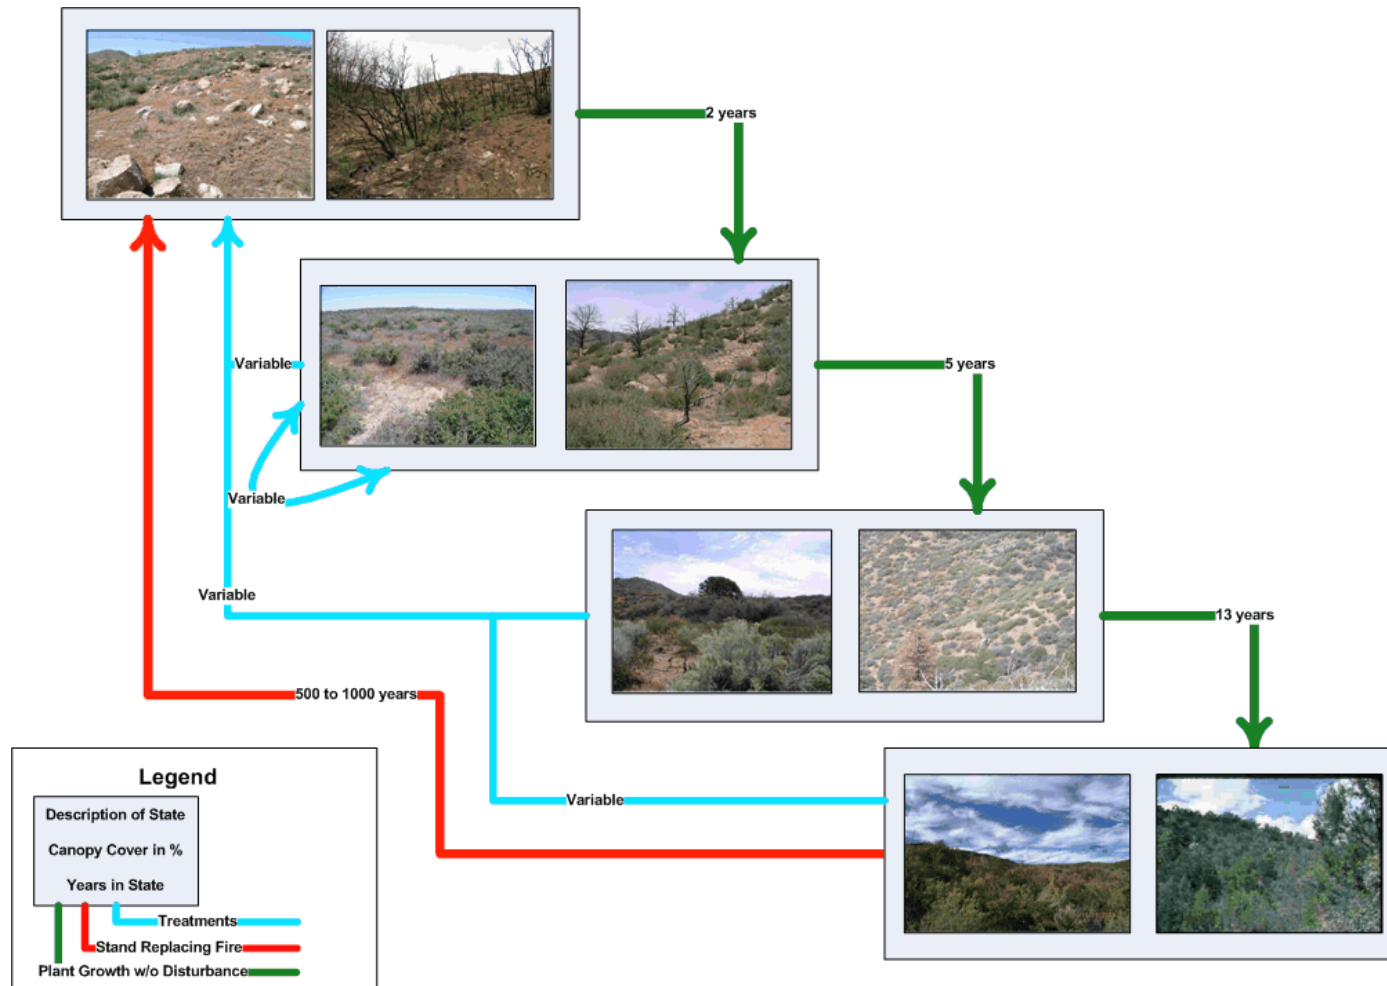 2 years
Variable
5 years
Variable
Variable
13 years
500 to 1000 years
Variable
Legend
Description of State
Canopy Cover in %
Years in State
Treatments
Stand Replacing Fire
Plant Growth w/o Disturbance